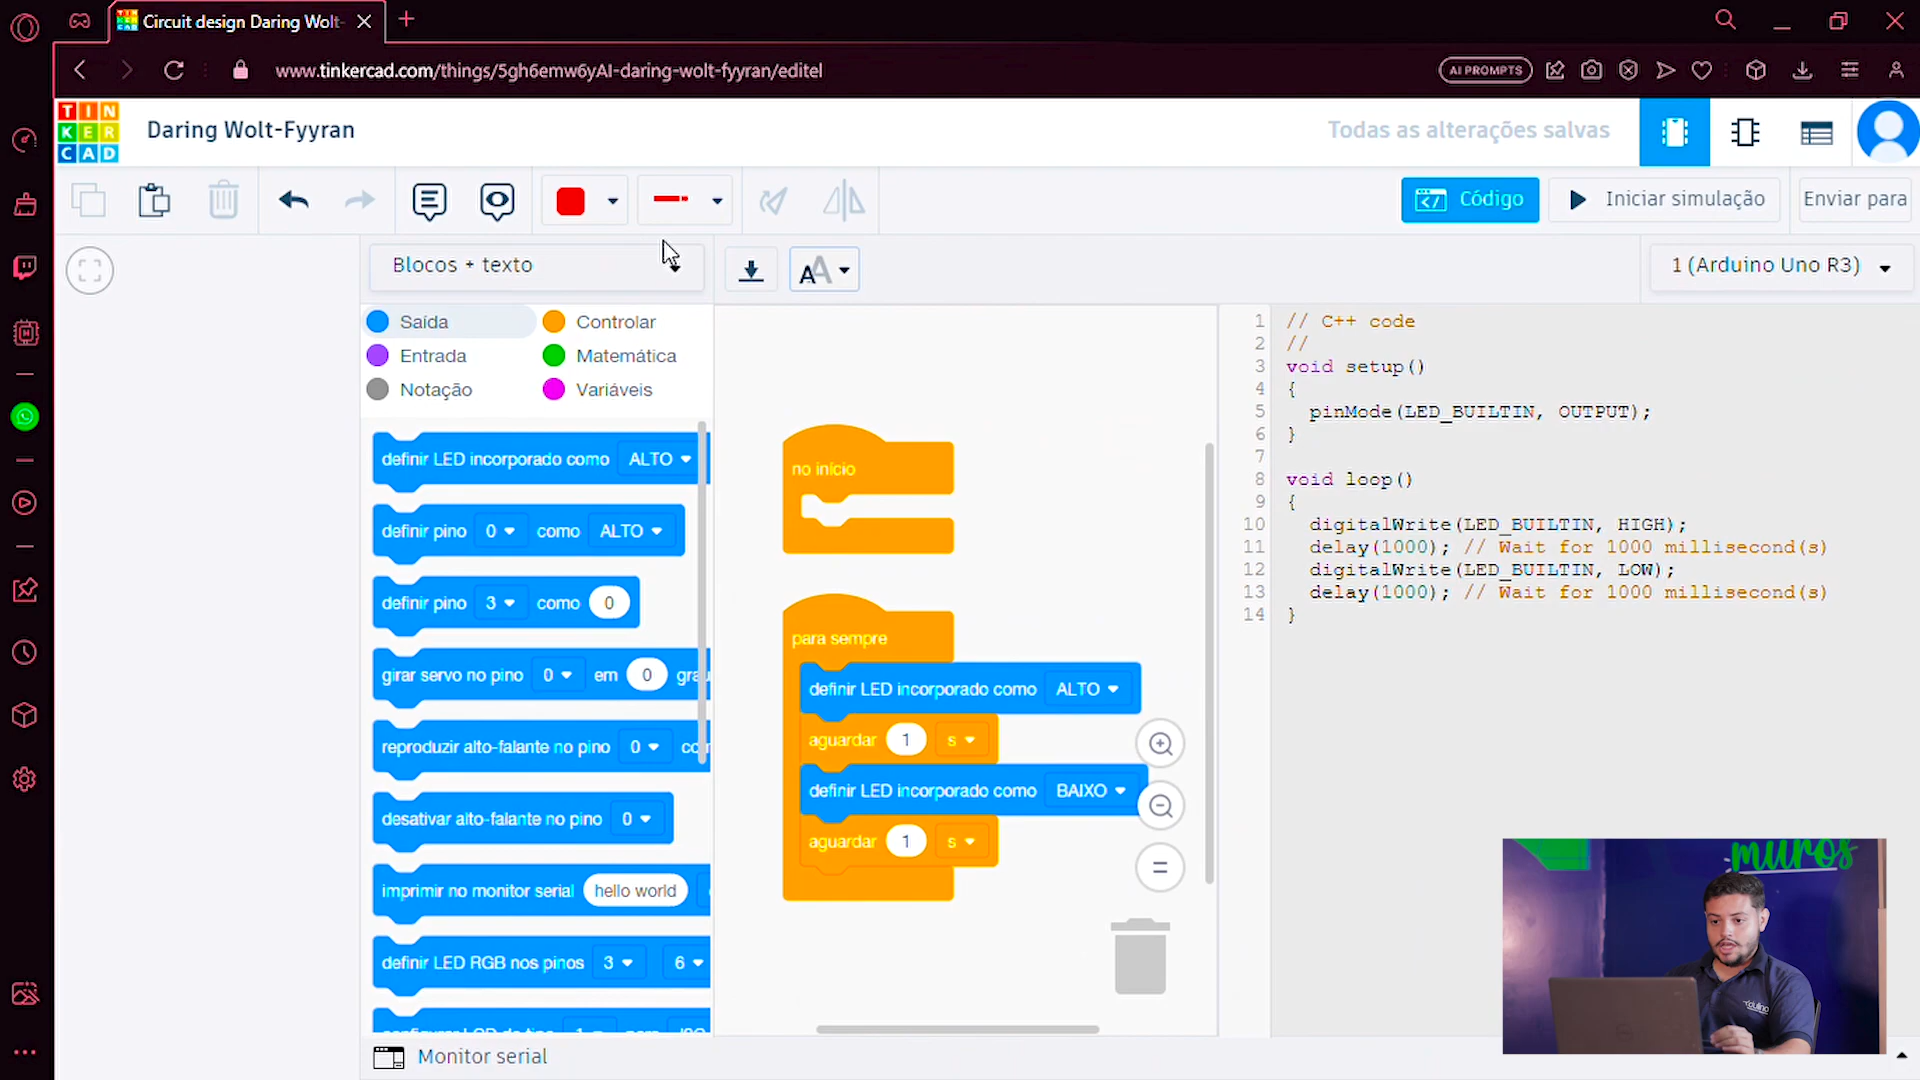 Circuit design Daring Wolt-
www.tinkercad.com/things/5gh6emw6yAI-daring-wolt-fyyran/editel
AI PROMPTS
TIN
KER
CAD
Daring Wolt-Fyyran
Todas as alterações salvas
Código
Iniciar simulação
Enviar para
Blocos + texto
AA
1 (Arduino Uno R3)
Saída
Controlar
Entrada
Matemática
Notação
Variáveis
definir LED incorporado como ALTO
definir pino 0 como ALTO
definir pino 3 como 0
girar servo no pino 0 em 0 grau
reproduzir alto-falante no pino 0 co
desativar alto-falante no pino 0
imprimir no monitor serial hello world
definir LED RGB nos pinos 3 6
no início
para sempre
definir LED incorporado como ALTO
aguardar 1 s
definir LED incorporado como BAIXO
aguardar 1 s
1 // C++ code
2 //
3 void setup()
4 {
5 pinMode(LED_BUILTIN, OUTPUT);
6 }
7
8 void loop()
9 {
10 digitalWrite(LED_BUILTIN, HIGH);
11 delay(1000); // Wait for 1000 millisecond(s)
12 digitalWrite(LED_BUILTIN, LOW);
13 delay(1000); // Wait for 1000 millisecond(s)
14 }
muros
Monitor serial